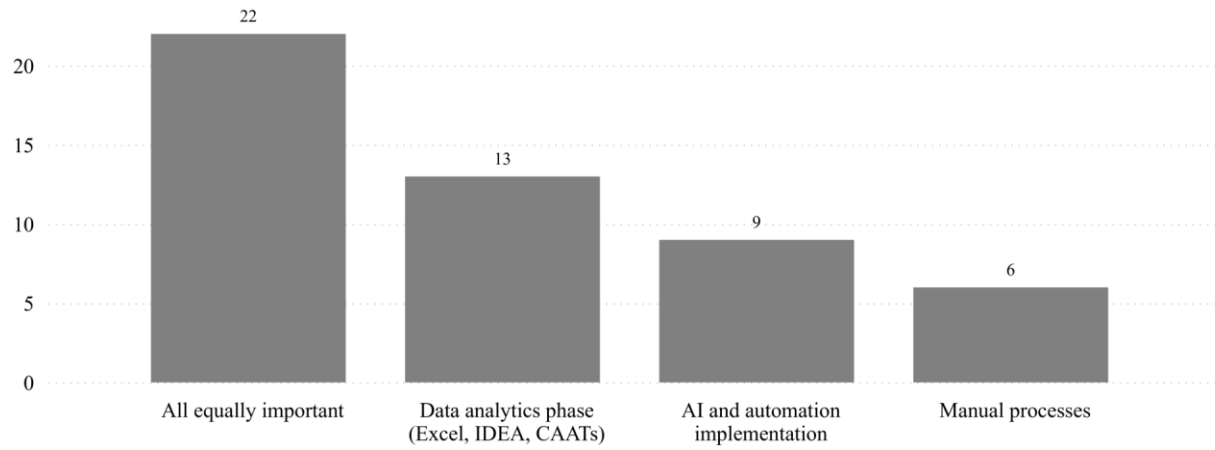 22
20
15
13
10
9
6
5
0
All equally important
Data analytics phase
(Excel, IDEA, CAATs)
AI and automation
implementation
Manual processes